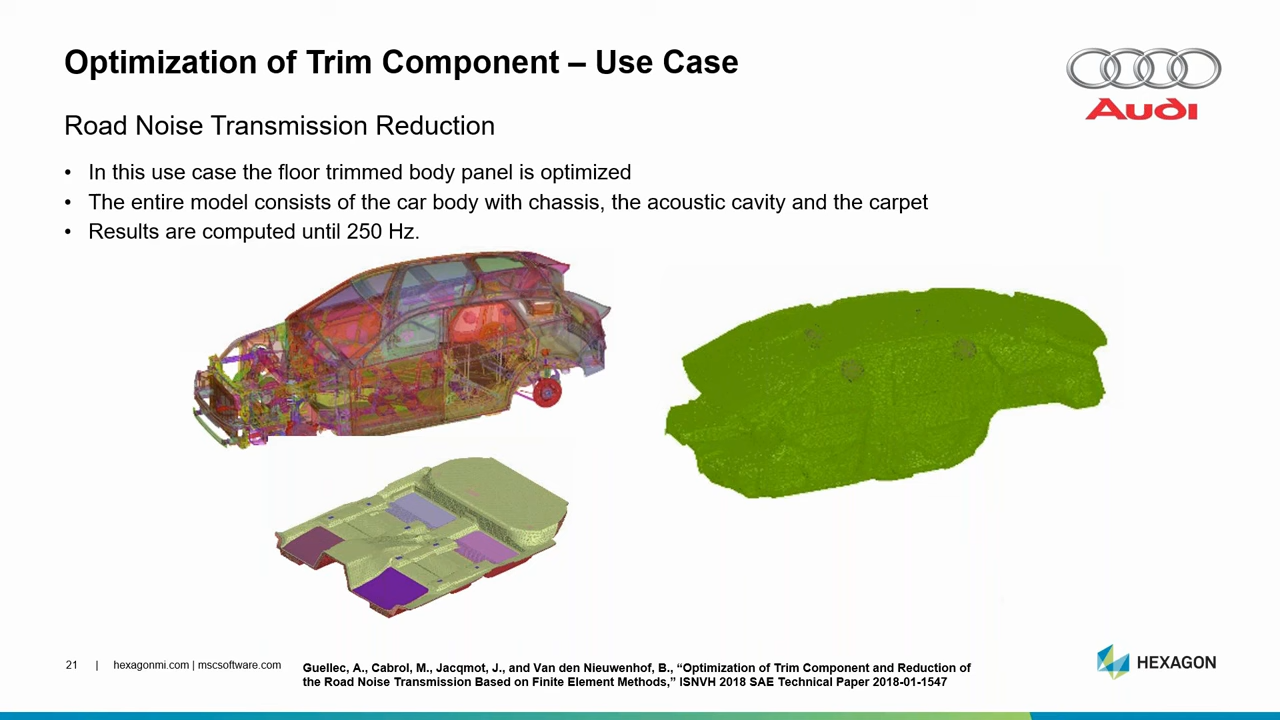 Optimization of Trim Component – Use Case
Audi
Road Noise Transmission Reduction
• In this use case the floor trimmed body panel is optimized
• The entire model consists of the car body with chassis, the acoustic cavity and the carpet
• Results are computed until 250 Hz.
21 | hexagonmi.com | mscsoftware.com
Guellec, A., Cabrol, M., Jacqmot, J., and Van den Nieuwenhof, B., “Optimization of Trim Component and Reduction of
the Road Noise Transmission Based on Finite Element Methods,” ISNVH 2018 SAE Technical Paper 2018-01-1547
HEXAGON